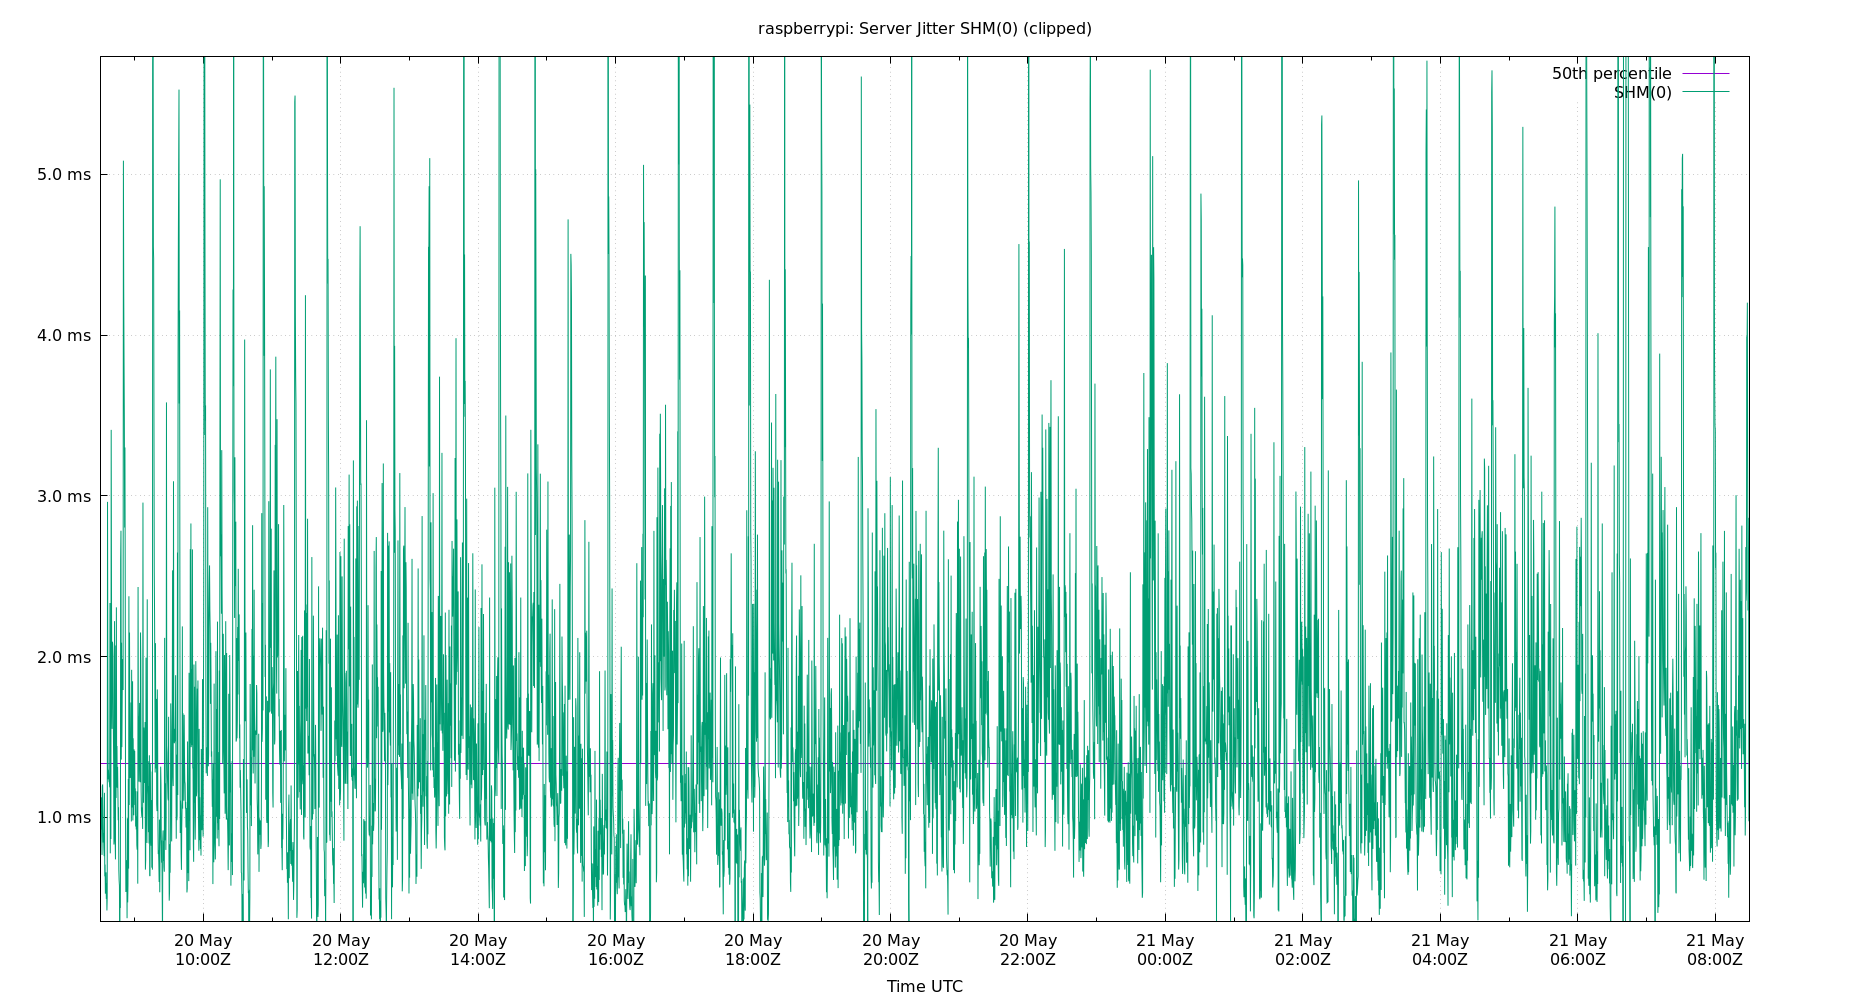 raspberrypi: Server Jitter SHM(0) (clipped)
50th percentile
SHM(0)
5.0 ms
4.0 ms
3.0 ms
2.0 ms
1.0 ms
20 May 20 May 20 May 20 May 20 May 20 May 20 May 21 May 21 May 21 May 21 May 21 May
10:00Z 12:00Z 14:00Z 16:00Z 18:00Z 20:00Z 22:00Z 00:00Z 02:00Z 04:00Z 06:00Z 08:00Z
Time UTC